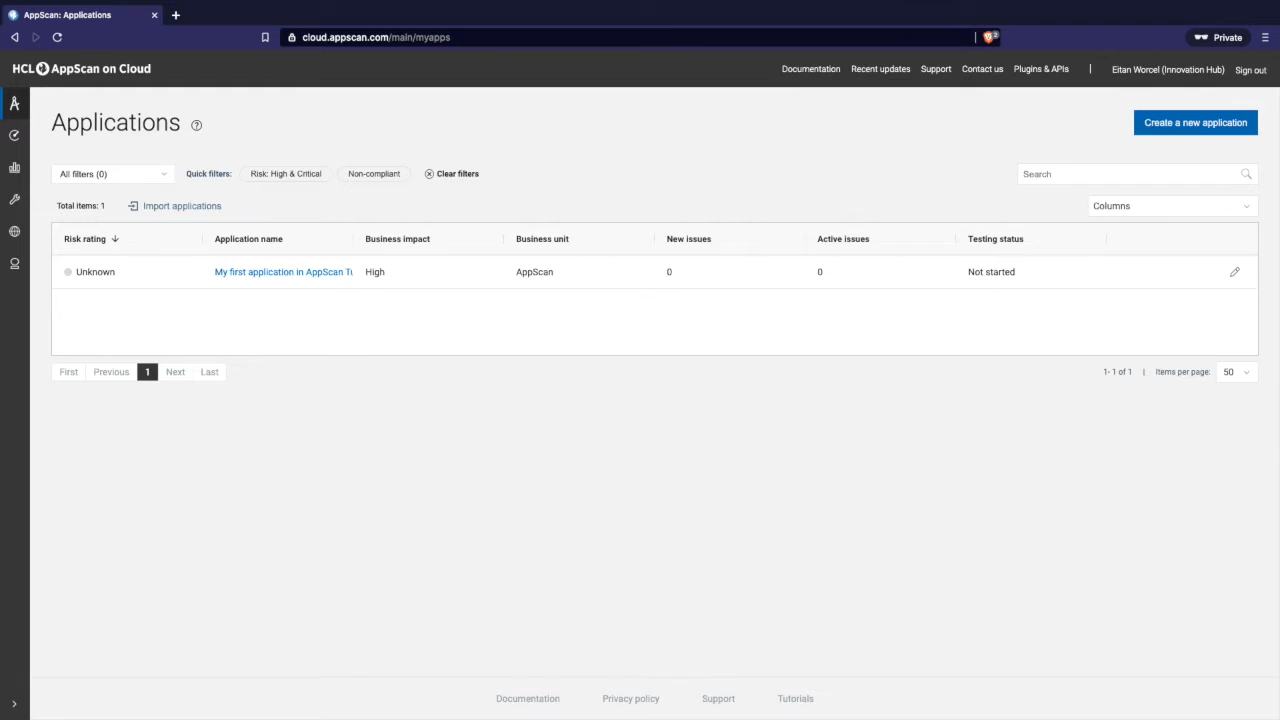 AppScan: Applications
cloud.appscan.com/main/myapps
2
Private
HCL AppScan on Cloud
Documentation
Recent updates
Support
Contact us
Plugins & APIs
Eitan Worcel (Innovation Hub)
Sign out
Applications
Create a new application
All filters (0)
Quick filters:
Risk: High & Critical
Non-compliant
Clear filters
Search
Total items: 1
Import applications
Columns
Risk rating
Application name
Business impact
Business unit
New issues
Active issues
Testing status
Unknown
My first application in AppScan Tu
High
AppScan
0
0
Not started
First
Previous
1
Next
Last
1- 1 of 1
|
Items per page:
50
Documentation
Privacy policy
Support
Tutorials